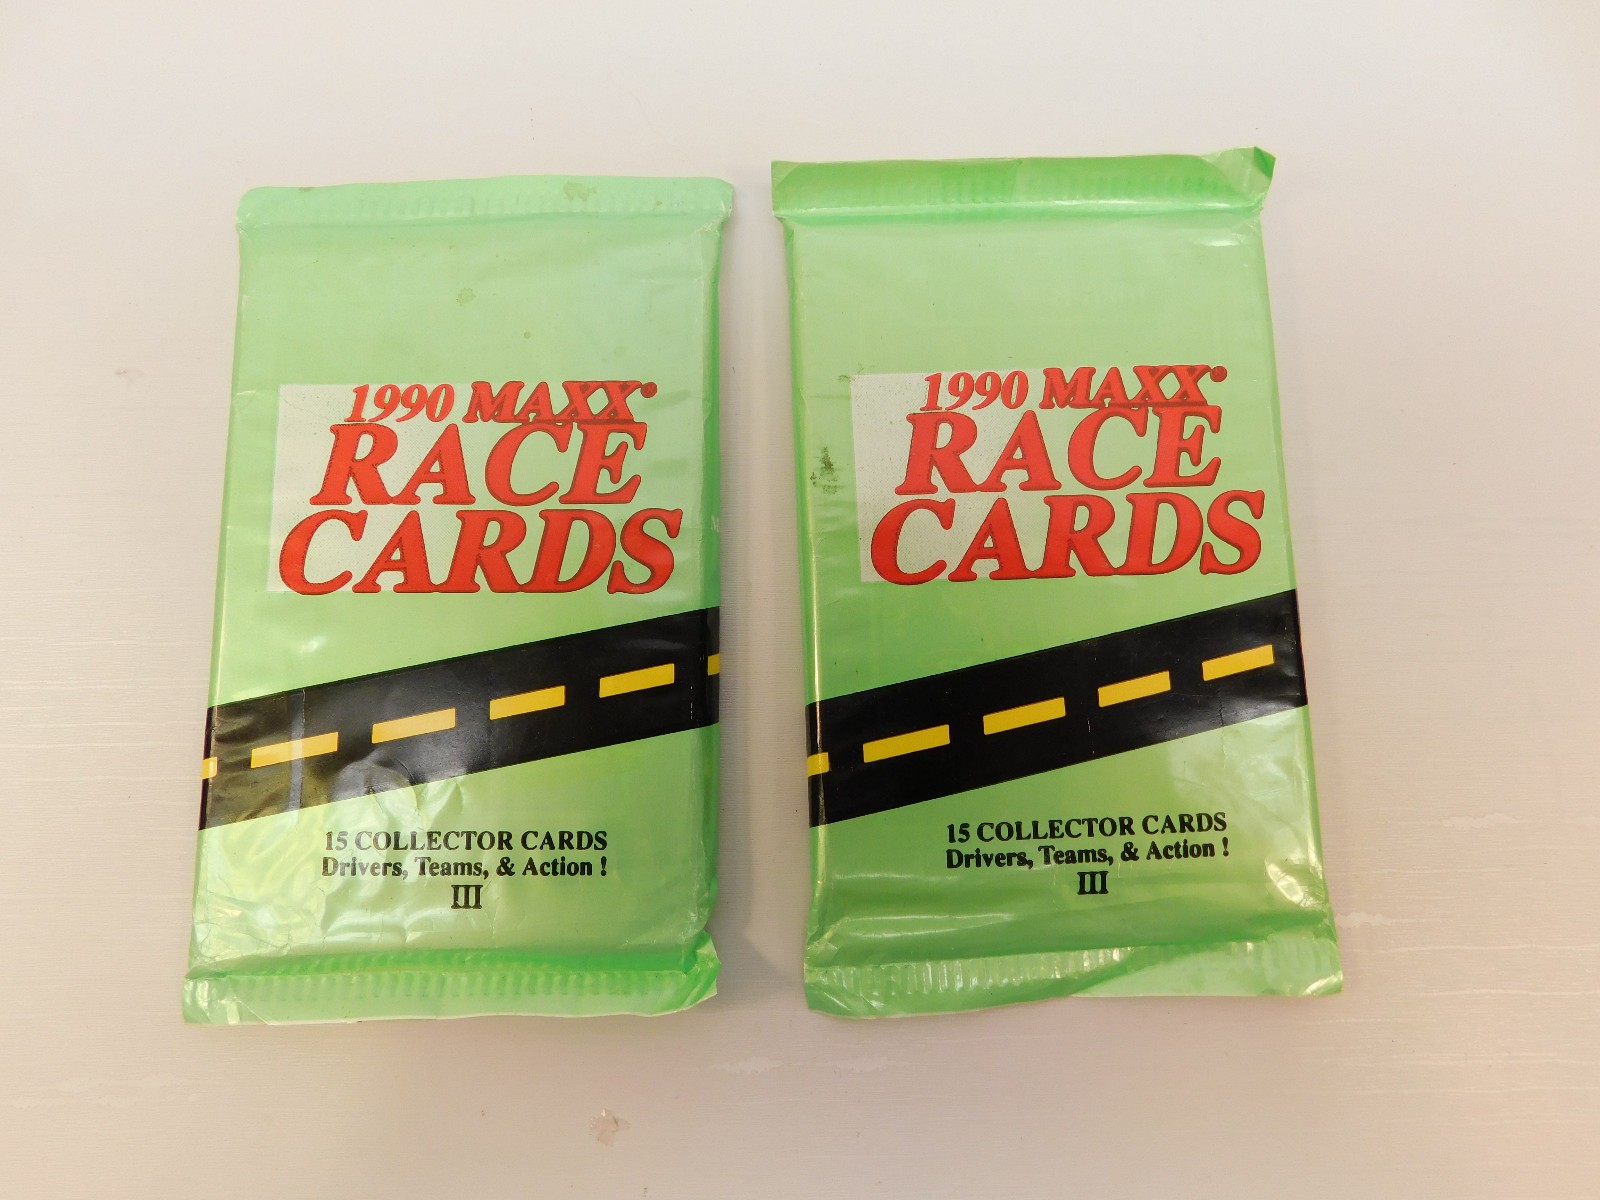 1990 MAXX®
RACE
CARDS
15 COLLECTOR CARDS
Drivers, Teams, & Action !
III
1990 MAXX®
RACE
CARDS
15 COLLECTOR CARDS
Drivers, Teams, & Action !
III